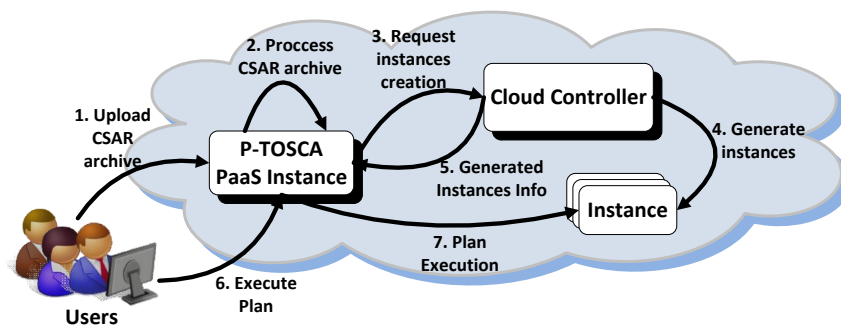 1. Upload
CSAR
archive
2. Proccess
CSAR archive
3. Request
instances
creation
Cloud Controller
4. Generate
instances
P-TOSCA
PaaS Instance
5. Generated
Instances Info
Instance
7. Plan
Execution
6. Execute
Plan
Users